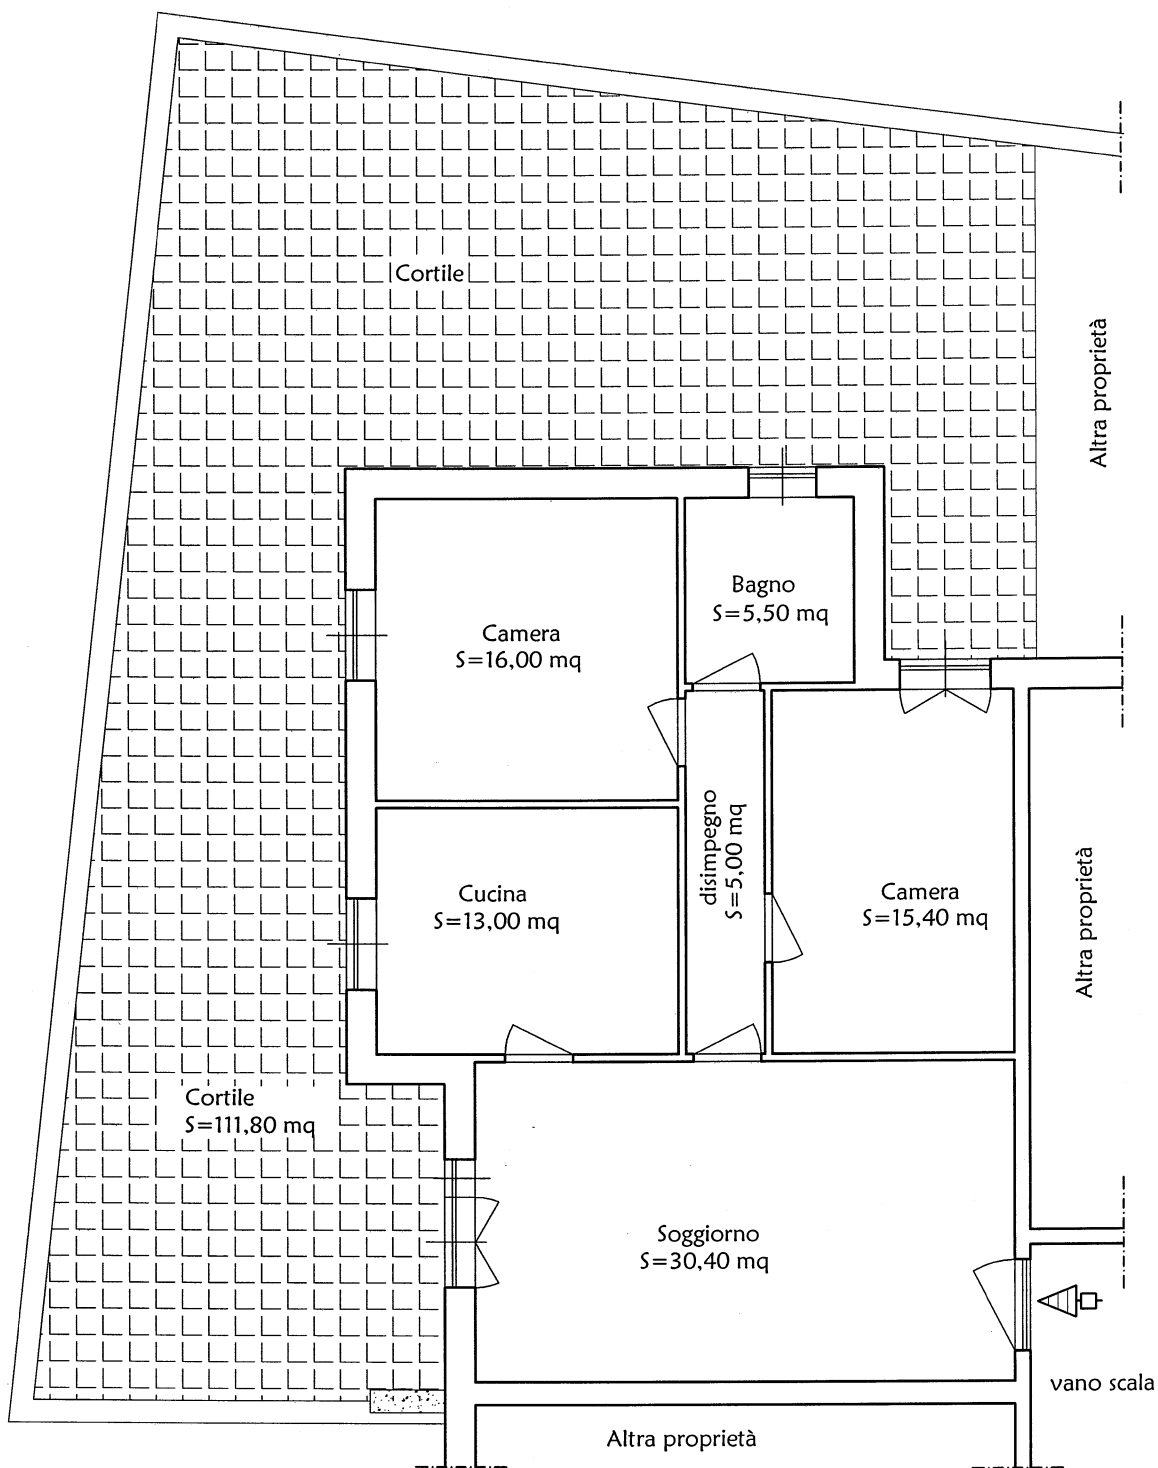 Cortile
Altra proprietà
Bagno
S=5,50 mq
Camera
S=16,00 mq
disimpegno
S=5,00 mq
Cucina
S=13,00 mq
Camera
S=15,40 mq
Altra proprietà
Cortile
S=111,80 mq
Soggiorno
S=30,40 mq
vano scala
Altra proprietà